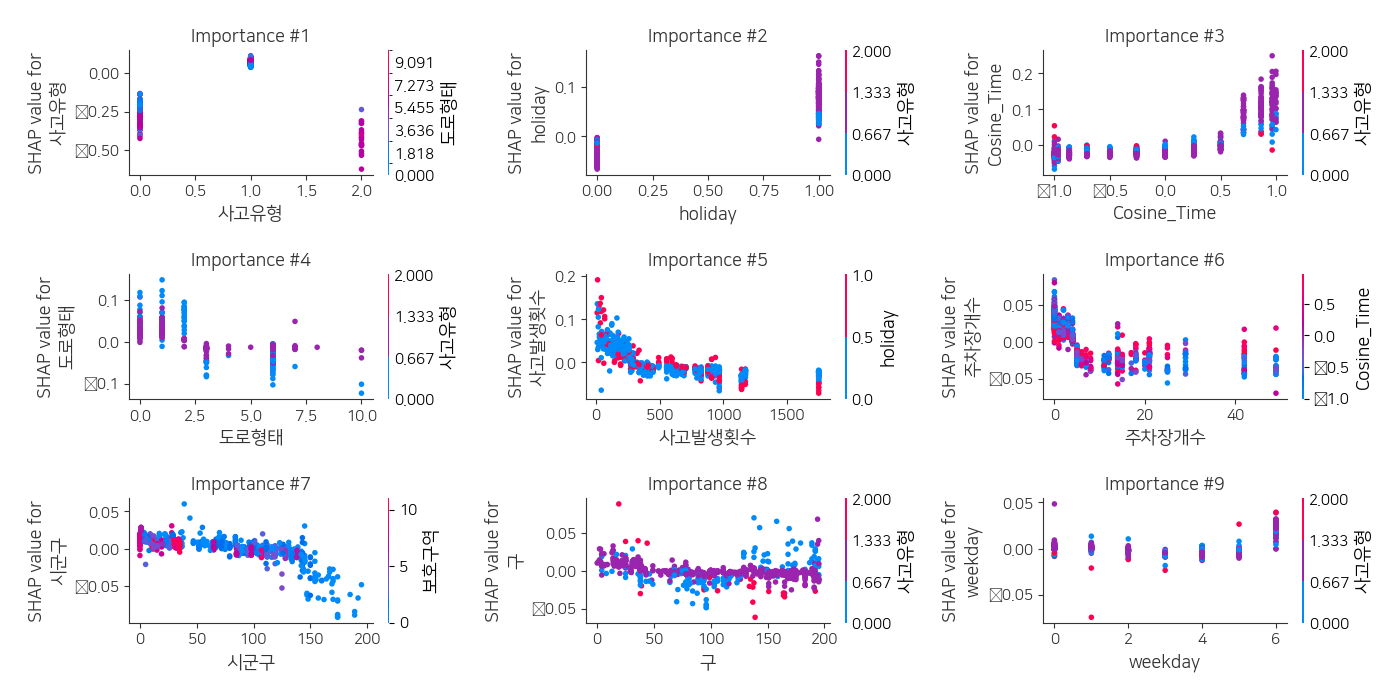 Importance #1
SHAP value for
사고유형
0.00
0.25
0.50
0.0
0.5
1.0
1.5
2.0
사고유형
9.091
7.273
5.455
3.636
1.818
0.000
도로형태
Importance #2
SHAP value for
holiday
0.1
0.0
0.00
0.25
0.50
0.75
1.00
holiday
2.000
1.333
0.667
0.000
사고유형
Importance #3
SHAP value for
Cosine_Time
0.2
0.1
0.0
1.0
0.5
0.0
0.5
1.0
Cosine_Time
2.000
1.333
0.667
0.000
사고유형
Importance #4
SHAP value for
도로형태
0.1
0.0
0.1
0.0
2.5
5.0
7.5
10.0
도로형태
2.000
1.333
0.667
0.000
사고유형
Importance #5
SHAP value for
사고발생횟수
0.2
0.1
0.0
0
500
1000
1500
사고발생횟수
1.0
0.5
0.0
holiday
Importance #6
SHAP value for
주차장개수
0.05
0.00
0.05
0
20
40
주차장개수
0.5
0.0
0.5
1.0
Cosine_Time
Importance #7
SHAP value for
시군구
0.05
0.00
0.05
0
50
100
150
200
시군구
10
5
0
보호구역
Importance #8
SHAP value for
구
0.05
0.00
0.05
0
50
100
150
200
구
2.000
1.333
0.667
0.000
사고유형
Importance #9
SHAP value for
weekday
0.05
0.00
0.05
0
2
4
6
weekday
2.000
1.333
0.667
0.000
사고유형